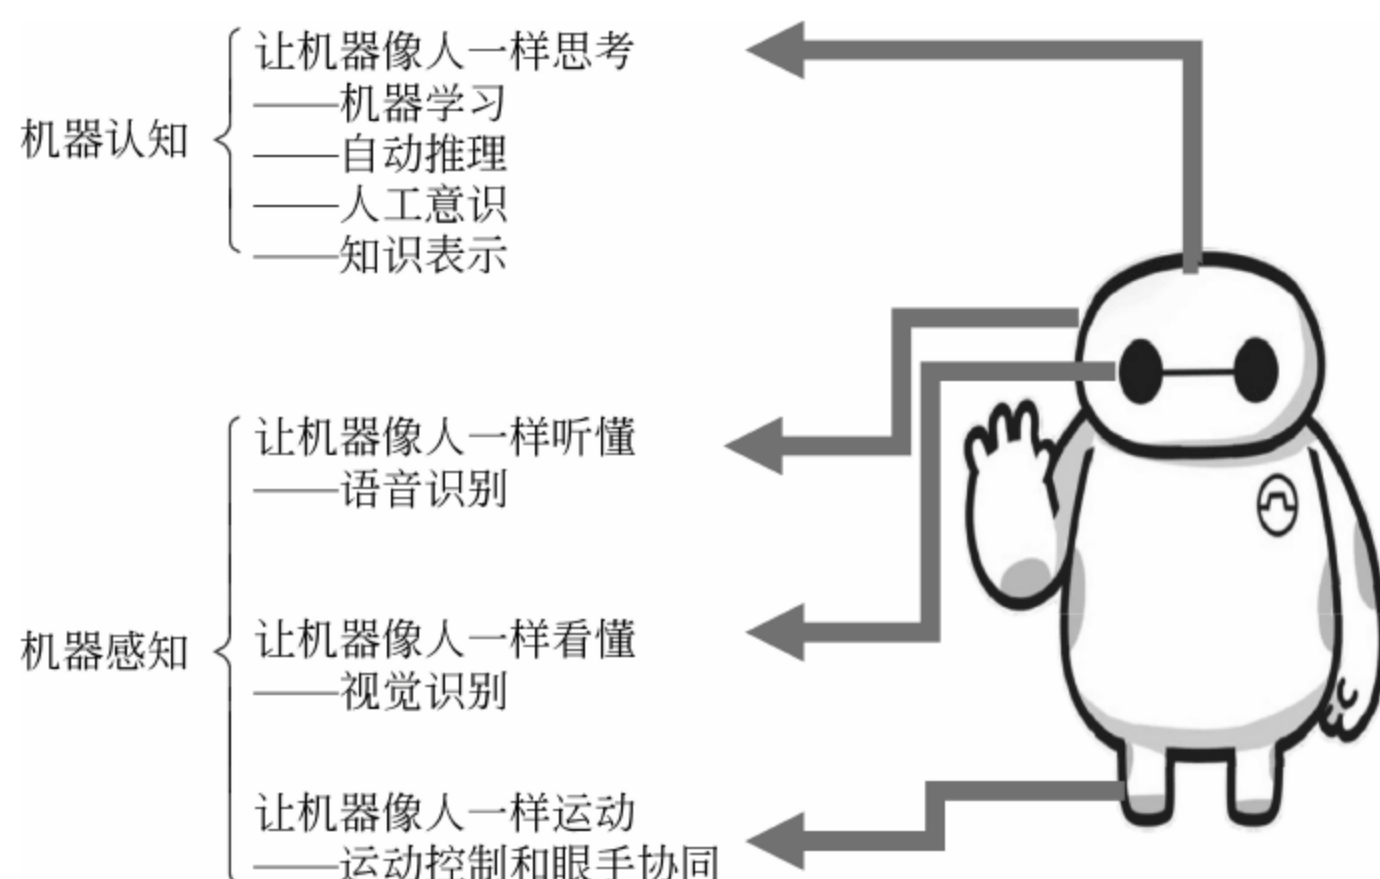 机器认知
让机器像人一样思考
——机器学习
——自动推理
——人工意识
——知识表示
机器感知
让机器像人一样听懂
——语音识别
让机器像人一样看懂
——视觉识别
让机器像人一样运动
——运动控制和眼手协同